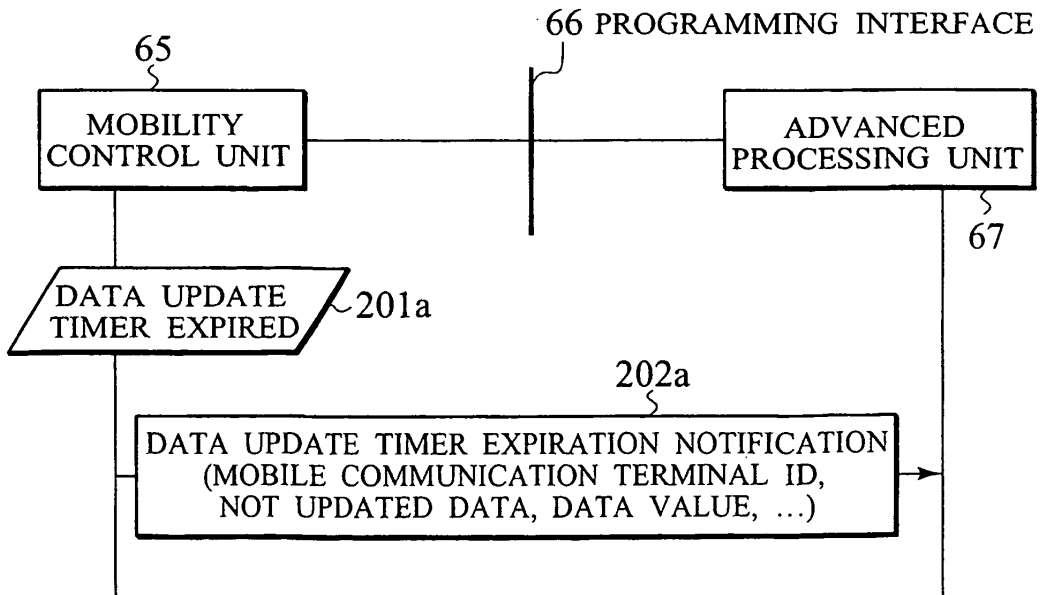 66 PROGRAMMING INTERFACE
65
MOBILITY
CONTROL UNIT
ADVANCED
PROCESSING UNIT
67
DATA UPDATE
TIMER EXPIRED
201a
202a
DATA UPDATE TIMER EXPIRATION NOTIFICATION
(MOBILE COMMUNICATION TERMINAL ID,
NOT UPDATED DATA, DATA VALUE, ...)